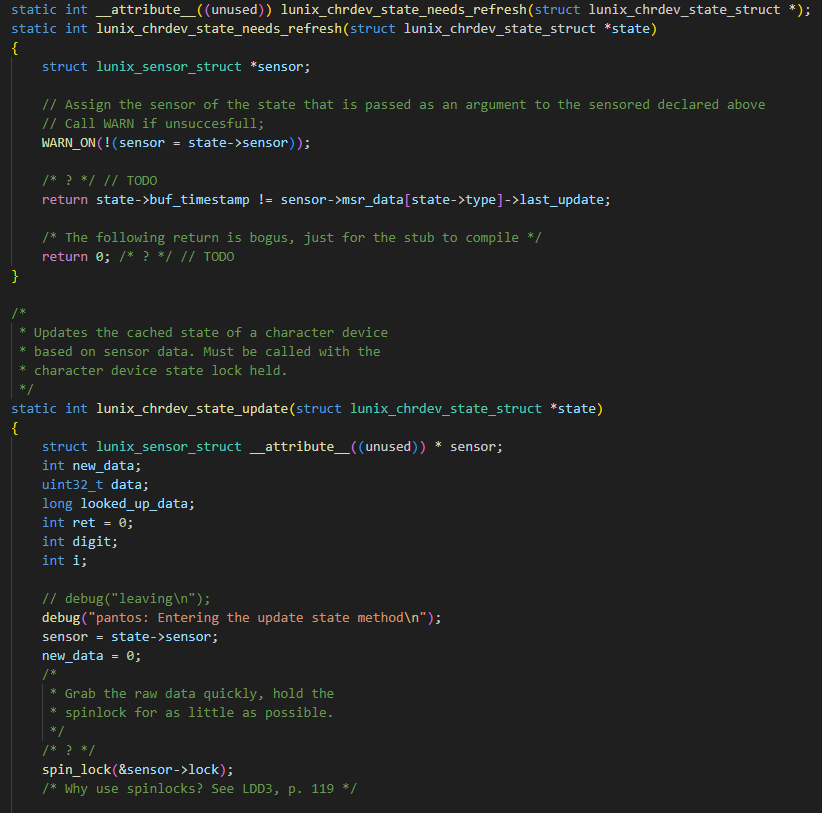 static int __attribute__((unused)) lunix_chrdev_state_needs_refresh(struct lunix_chrdev_state_struct *);
static int lunix_chrdev_state_needs_refresh(struct lunix_chrdev_state_struct *state)
{
    struct lunix_sensor_struct *sensor;

    // Assign the sensor of the state that is passed as an argument to the sensored declared above
    // Call WARN if unsuccesfull;
    WARN_ON(!(sensor = state->sensor));

    /* ? */ // TODO
    return state->buf_timestamp != sensor->msr_data[state->type]->last_update;

    /* The following return is bogus, just for the stub to compile */
    return 0; /* ? */ // TODO
}

/*
 * Updates the cached state of a character device
 * based on sensor data. Must be called with the
 * character device state lock held.
 */
static int lunix_chrdev_state_update(struct lunix_chrdev_state_struct *state)
{
    struct lunix_sensor_struct __attribute__((unused)) * sensor;
    int new_data;
    uint32_t data;
    long looked_up_data;
    int ret = 0;
    int digit;
    int i;

    // debug("leaving\n");
    debug("pantos: Entering the update state method\n");
    sensor = state->sensor;
    new_data = 0;
    /*
     * Grab the raw data quickly, hold the
     * spinlock for as little as possible.
     */
    /* ? */
    spin_lock(&sensor->lock);
    /* Why use spinlocks? See LDD3, p. 119 */